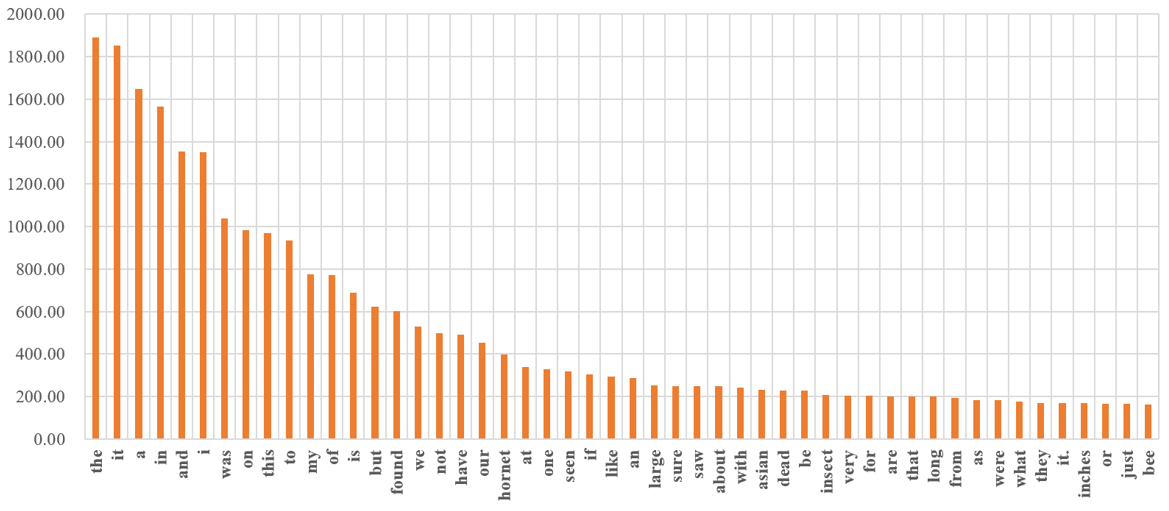 2000.00
1800.00
1600.00
1400.00
1200.00
1000.00
800.00
600.00
400.00
200.00
0.00
the
it
a
in
and
i
was
on
this
to
my
of
is
but
found
we
not
have
our
hornet
at
one
seen
if
like
an
large
sure
saw
about
with
asian
dead
be
insect
very
for
are
that
long
from
as
were
what
they
it.
inches
or
just
bee